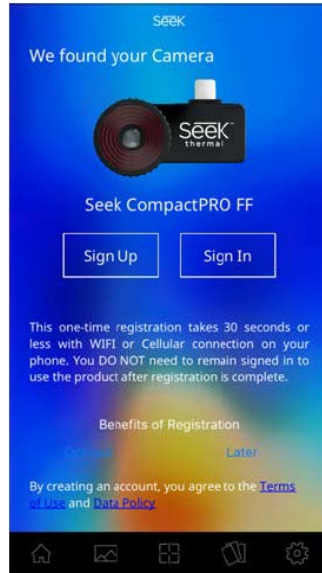 Seek
We found your Camera
Seek
thermal
Seek CompactPRO FF
Sign Up
Sign In
This one-time registration takes 30 seconds or
less with WIFI or Cellular connection on your
phone. You DO NOT need to remain signed in to
use the product after registration is complete.
Benefits of Registration
Later
By creating an account, you agree to the Terms
of Use and Data Policy